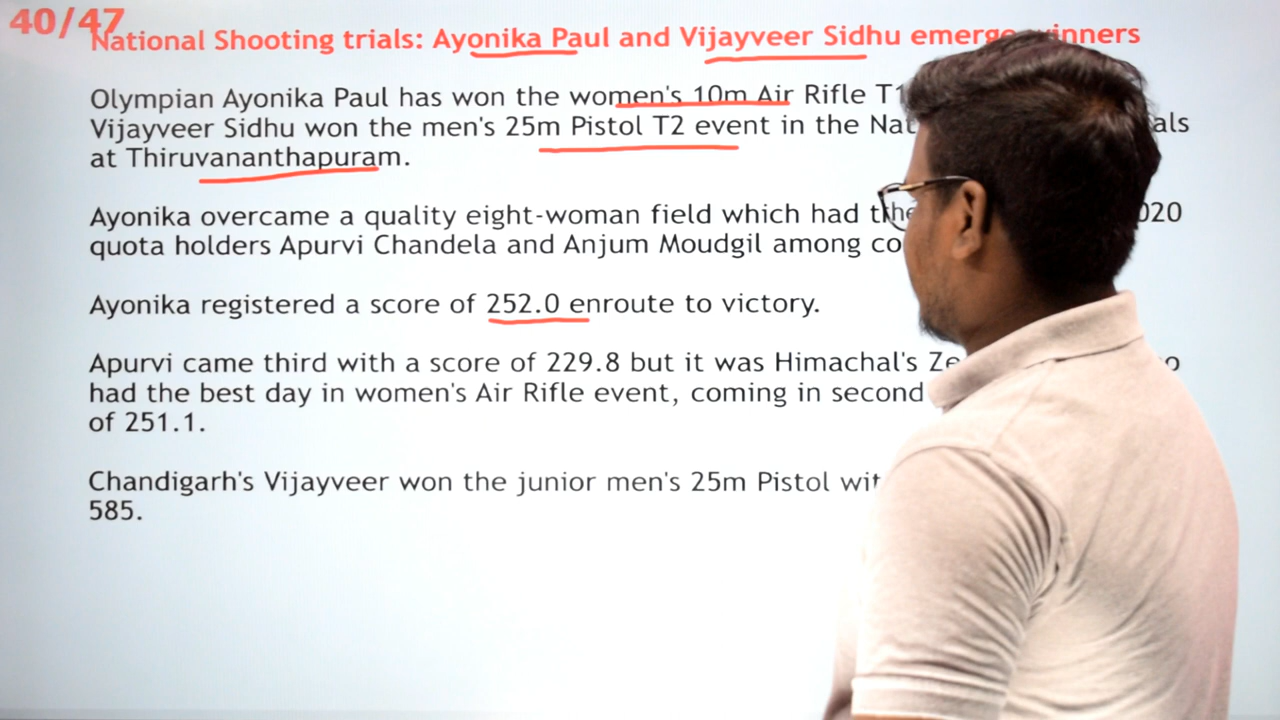 40/47
National Shooting trials: Ayonika Paul and Vijayveer Sidhu emerge winners
Olympian Ayonika Paul has won the women's 10m Air Rifle
Vijayveer Sidhu won the men's 25m Pistol T2 event in the
at Thiruvananthapuram.
Ayonika overcame a quality eight-woman field which had
quota holders Apurvi Chandela and Anjum Moudgil among
Ayonika registered a score of 252.0 enroute to victory.
Apurvi came third with a score of 229.8 but it was Himachal's
had the best day in women's Air Rifle event, coming in second
of 251.1.
Chandigarh's Vijayveer won the junior men's 25m Pistol
585.